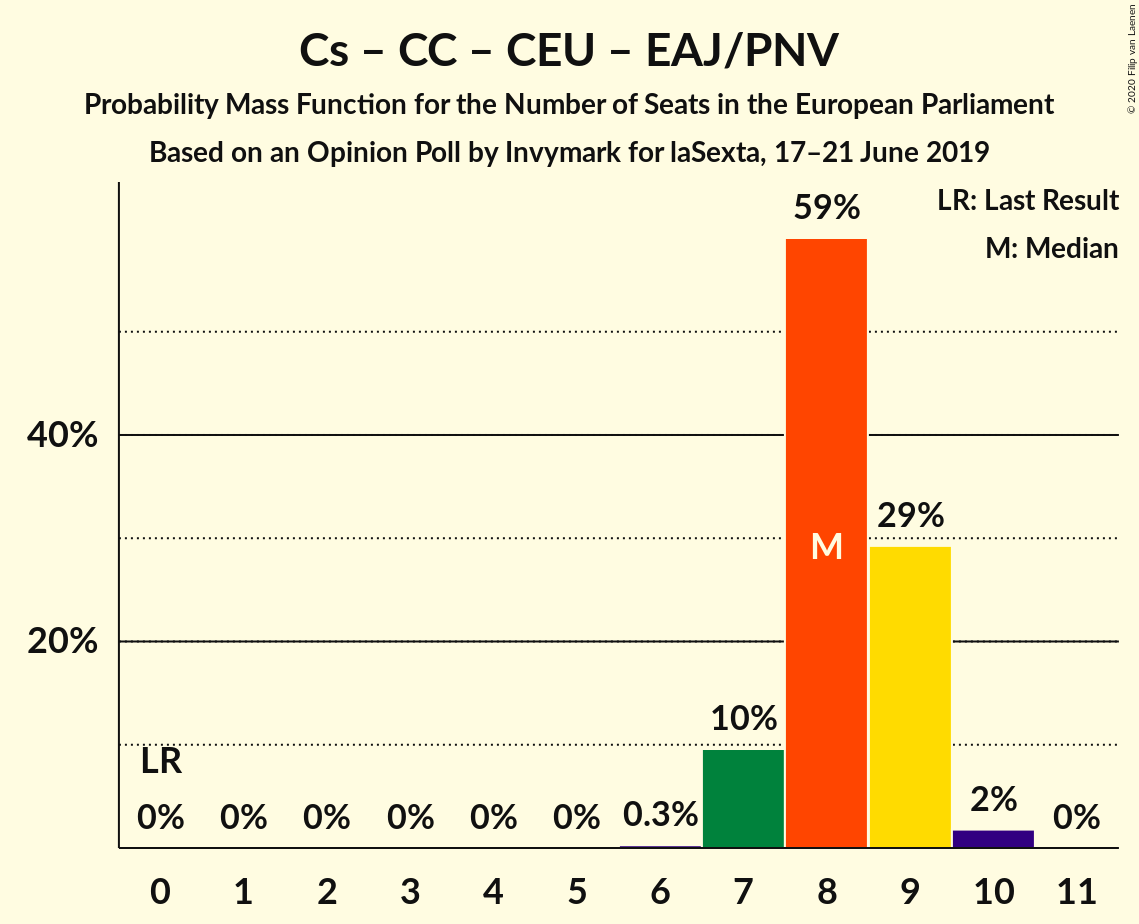 Cs – CC – CEU – EAJ/PNV
Probability Mass Function for the Number of Seats in the European Parliament
Based on an Opinion Poll by Invymark for laSexta, 17–21 June 2019
© 2020 Filip van Laenen
LR: Last Result
M: Median
59%
40%
29%
M
20%
10%
LR
0% 0% 0% 0% 0% 0% 0.3% 2% 0%
0 1 2 3 4 5 6 7 8 9 10 11